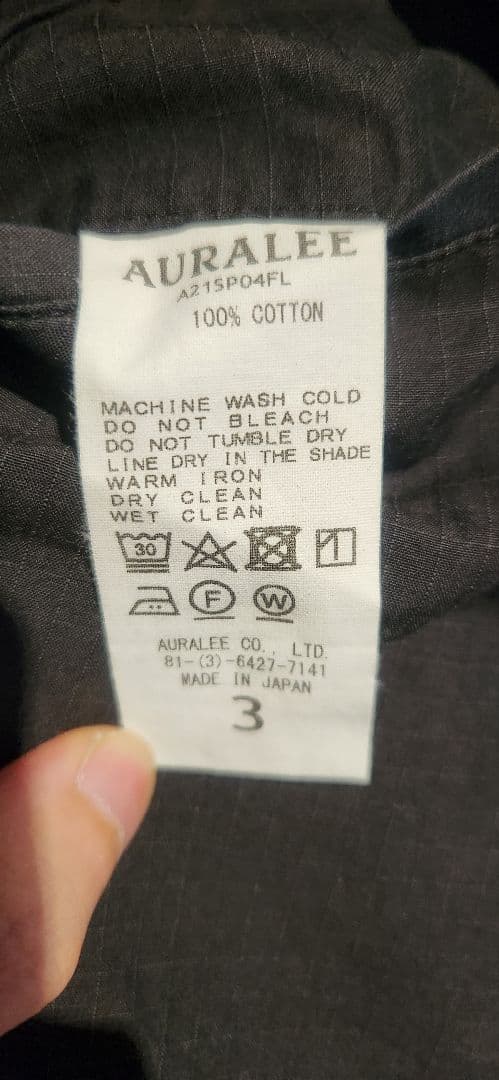 AURALEE
A21SP04FL
100% COTTON
MACHINE WASH COLD
DO NOT BLEACH
DO NOT TUMBLE DRY
LINE DRY IN THE SHADE
WARM IRON
DRY CLEAN
WET CLEAN
30
F W
AURALEE CO., LTD.
81-(3)-6427-7141
MADE IN JAPAN
3